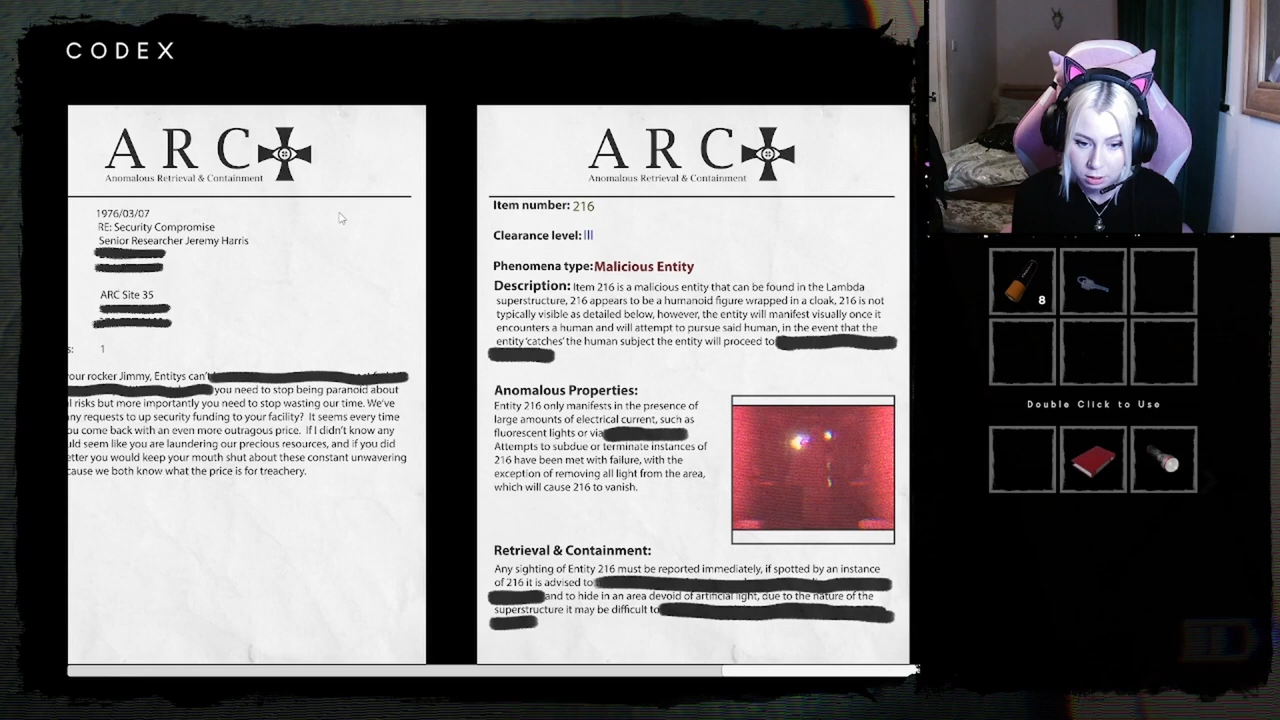 CODEX
ARC
Anomalous Retrieval & Containment
1976/03/07
RE: Security Compromise
Senior Researcher Jeremy Harris
ARC Site 35
s: 1
your rocker Jimmy, Entitys can't
you need to stop being paranoid about
l risks but more importantly you need to stop wasting our time. We've
any requests to up security funding to your facility? It seems every time
ou come back with an even more outragous price. If I didn't know any
uld seem like you are laundering our precious resources, and if you did
etter you would keep your mouth shut about these constant unwavering
cause we both know what the price is for treachery.
ARC
Anomalous Retrieval & Containment
Item number: 216
Clearance level: III
Phenomena type: Malicious Entity
Description: Item 216 is a malicious entity that can be found in the Lambda
superstructure, 216 appears to be a humanoid figure wrapped in a cloak, 216 is not
typically visible as detailed below, however, the entity will manifest visually once it
encounters a human and will attempt to pursue said human, in the event that the
entity 'catches' the human subject the entity will proceed to
Anomalous Properties:
Entity 216 only manifests in the presence of
large amounts of electrical current, such as
fluorescent lights or via
Attempts to subdue or terminate instances of
216 have been met with failure, with the
exception of removing all light from the area,
which will cause 216 to vanish.
Retrieval & Containment:
Any sighting of Entity 216 must be reported immediately, if spotted by an instance
of 216 it is advised to
and to hide in an area devoid of artificial light, due to the nature of the
superstructure it may be difficult to
8
Double Click to Use